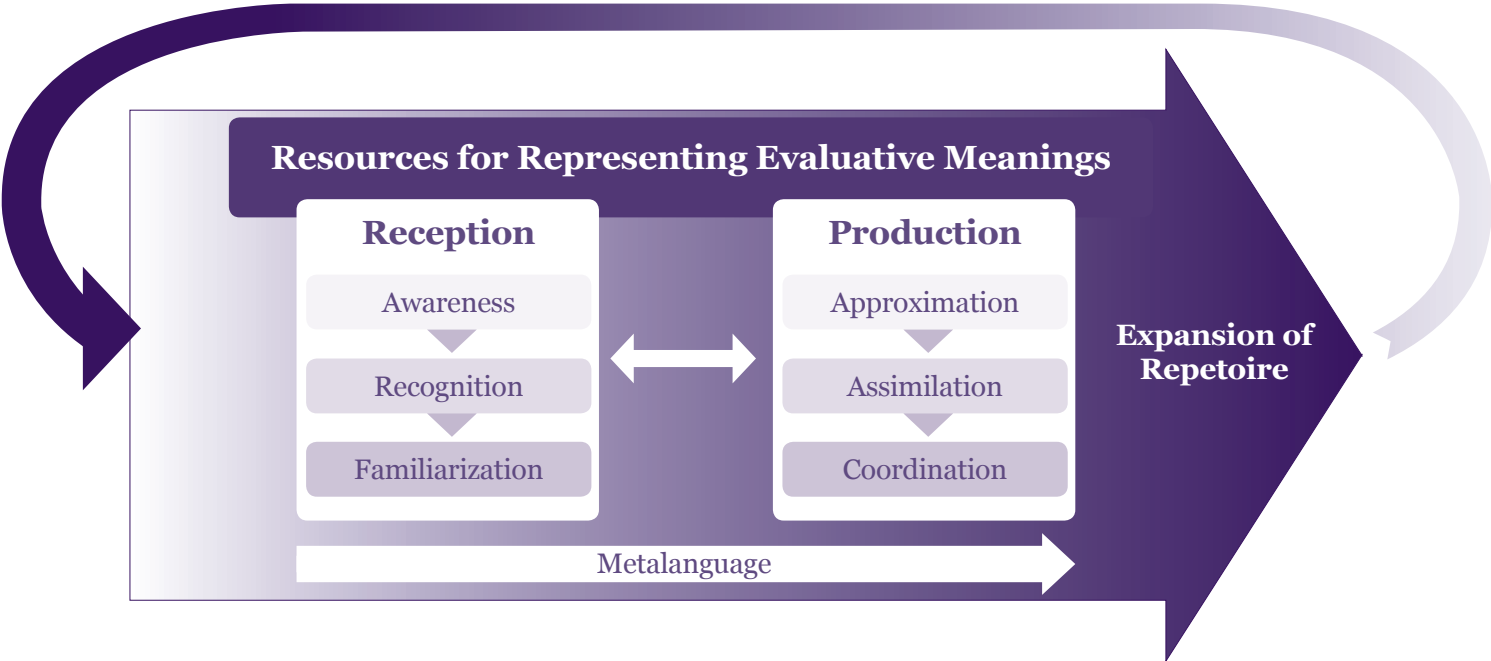 Resources for Representing Evaluative Meanings
Reception
Awareness
Recognition
Familiarization
Production
Approximation
Assimilation
Coordination
Metalanguage
Expansion of
Repetoire